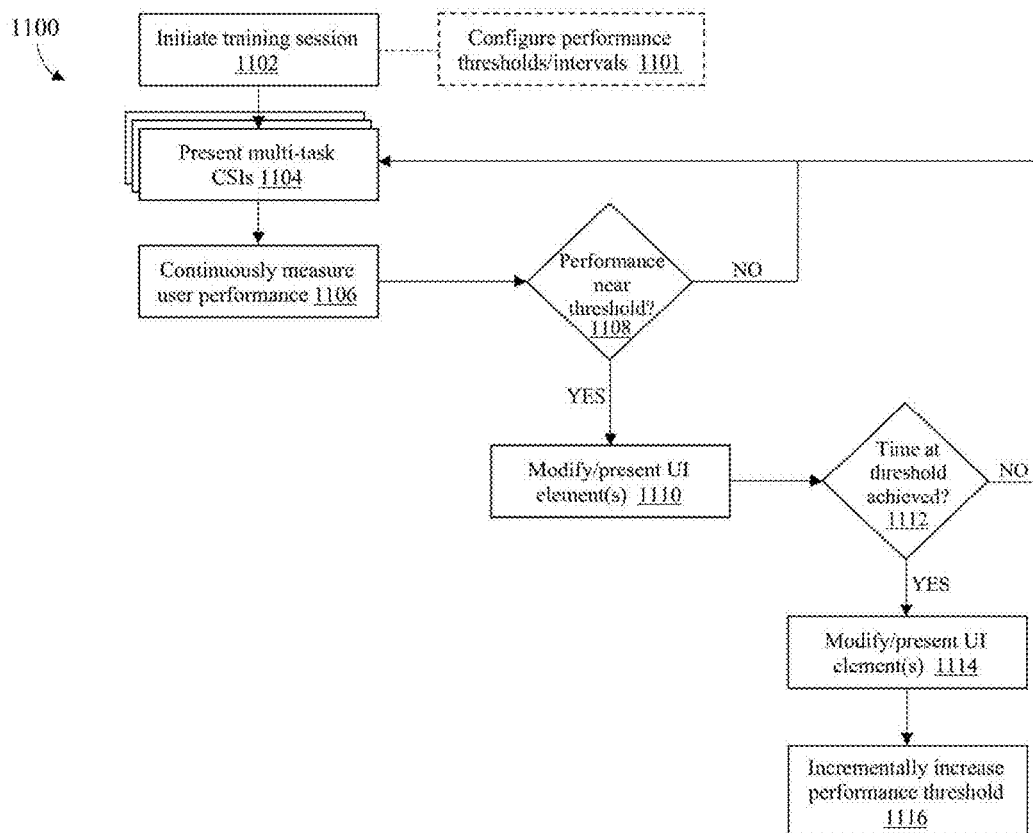 1100
Initiate training session
1102
Configure performance
thresholds/intervals 1101
Present multi-task
CSIs 1104
Continuously measure
user performance 1106
Performance
near
threshold?
1108
NO
YES
Modify/present UI
element(s) 1110
Time at
threshold
achieved?
1112
NO
YES
Modify/present UI
element(s) 1114
Incrementally increase
performance threshold
1116